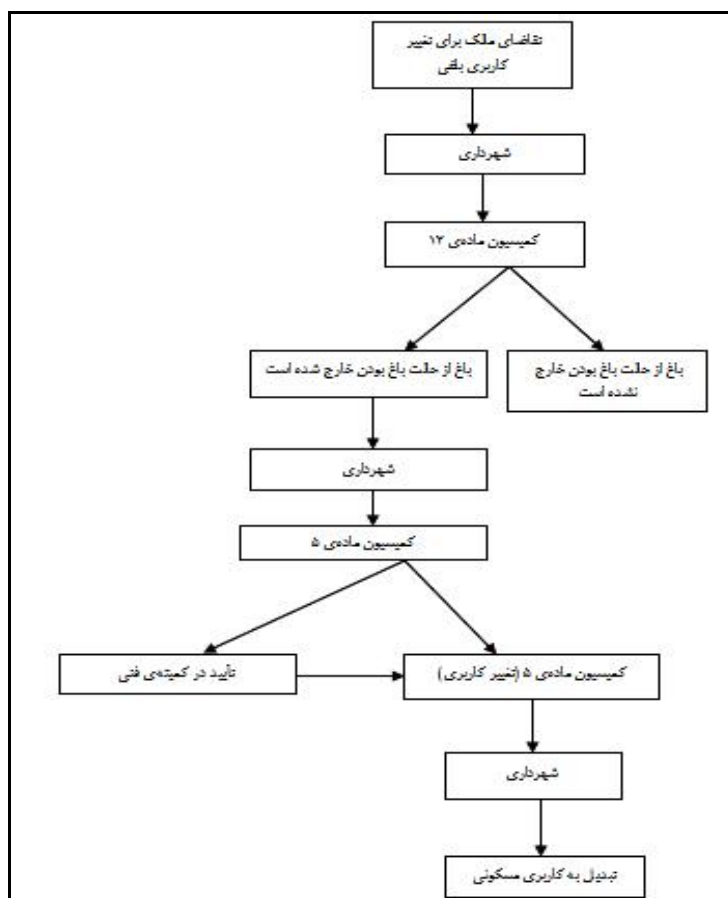 تقاضای مالک برای تغییر
کاربری باغی
شهرداری
کمیسیون ماده‌ی ۱۲
باغ از حالت باغ بودن خارج
نشده است
باغ از حالت باغ بودن خارج شده است
شهرداری
کمیسیون ماده‌ی ۵
کمیسیون ماده‌ی ۵ (تغییر کاربری)
تأیید در کمیته‌ی فنی
شهرداری
تبدیل به کاربری مسکونی